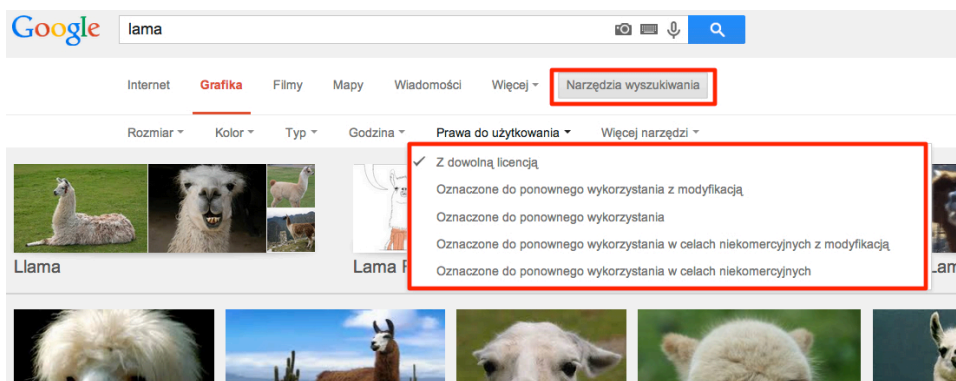 Google lama
Internet Grafika Filmy Mapy Wiadomości Więcej Narzędzia wyszukiwania
Rozmiar Kolor Typ Godzina Prawa do użytkowania Więcej narzędzi
Z dowolną licencją
Oznaczone do ponownego wykorzystania z modyfikacją
Oznaczone do ponownego wykorzystania
Oznaczone do ponownego wykorzystania w celach niekomercyjnych z modyfikacją
Oznaczone do ponownego wykorzystania w celach niekomercyjnych
Llama Lama